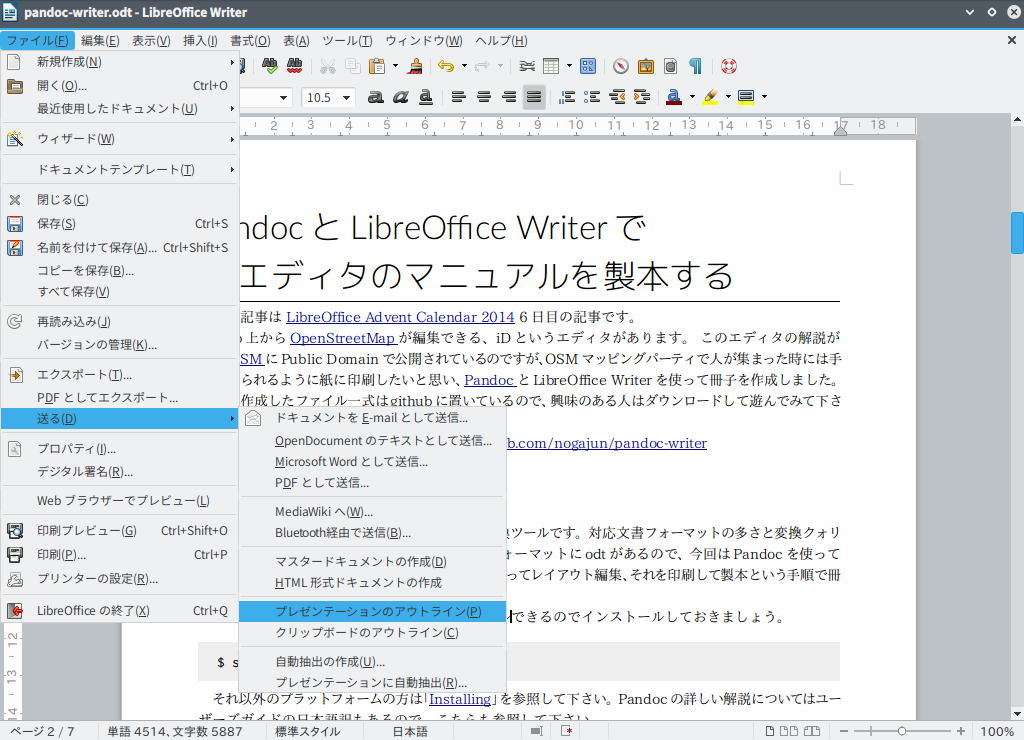 pandoc-writer.odt - LibreOffice Writer
ファイル(F) 編集(E) 表示(V) 挿入(I) 書式(O) 表(A) ツール(T) ウィンドウ(W) ヘルプ(H)
新規作成(N)
開く(O)... Ctrl+O
最近使用したドキュメント(U)
ウィザード(W)
ドキュメントテンプレート(T)
閉じる(C)
保存(S) Ctrl+S
名前を付けて保存(A)... Ctrl+Shift+S
コピーを保存(B)...
すべて保存(V)
再読み込み(J)
バージョンの管理(K)...
エクスポート(T)...
PDF としてエクスポート...
送る(D)
プロパティ(I)...
デジタル署名(R)...
Web ブラウザーでプレビュー(L)
印刷プレビュー(G) Ctrl+Shift+O
印刷(P)... Ctrl+P
プリンターの設定(R)...
LibreOffice の終了(X) Ctrl+Q
ドキュメントを E-mail として送信...
OpenDocument のテキストとして送信...
Microsoft Word として送信...
PDF として送信...
MediaWiki へ(W)...
Bluetooth経由で送信(B)...
マスタードキュメントの作成(D)
HTML 形式ドキュメントの作成
プレゼンテーションのアウトライン(P)
クリップボードのアウトライン(C)
自動抽出の作成(U)...
プレゼンテーションに自動抽出(R)...
10.5
2 3 4 5 6 7 8 9 10 11 12 13 14 15 16 17 18
ndoc と LibreOffice Writer で
エディタのマニュアルを製本する
記事は LibreOffice Advent Calendar 2014 6 日目の記事です。
上から OpenStreetMap が編集できる、iD というエディタがあります。 このエディタの解説が
SM に Public Domain で公開されているのですが、OSM マッピングパーティで人が集まった時には手
られるように紙に印刷したいと思い、Pandoc と LibreOffice Writer を使って冊子を作成しました。
作成したファイル一式は github に置いているので、興味のある人はダウンロードして遊んでみて下さ
b.com/nogajun/pandoc-writer
ツールです。対応文書フォーマットの多さと変換クォリ
ォーマットに odt があるので、今回は Pandoc を使って
ってレイアウト編集、それを印刷して製本という手順で冊
できるのでインストールしておきましょう。
$ s
それ以外のプラットフォームの方は「Installing」を参照して下さい。Pandoc の詳しい解説についてはユー
ザーズガイドの日本語訳もあるので、こちらも参照して下さい。
12
13
14
ページ 2 / 7 単語 4514、文字数 5887 標準スタイル 日本語 100%